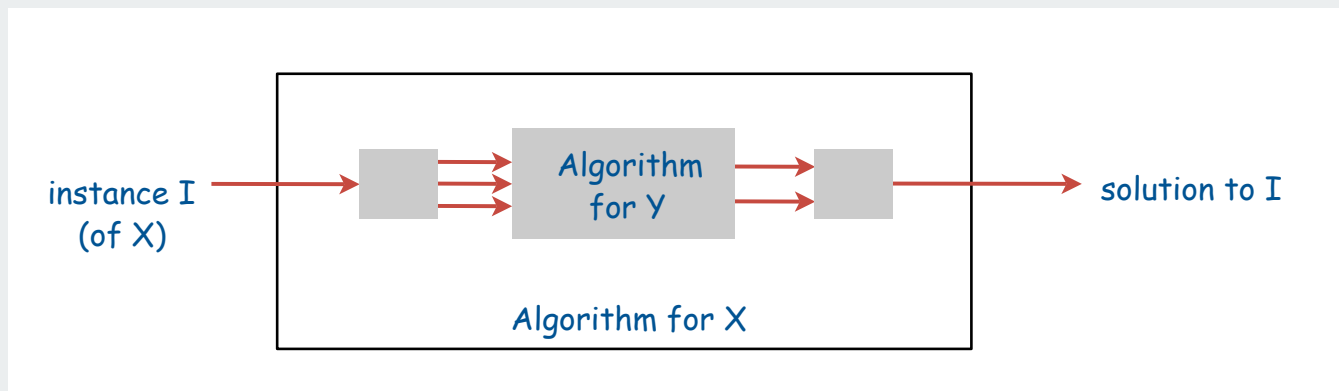 instance I
(of X)
Algorithm
for Y
solution to I
Algorithm for X